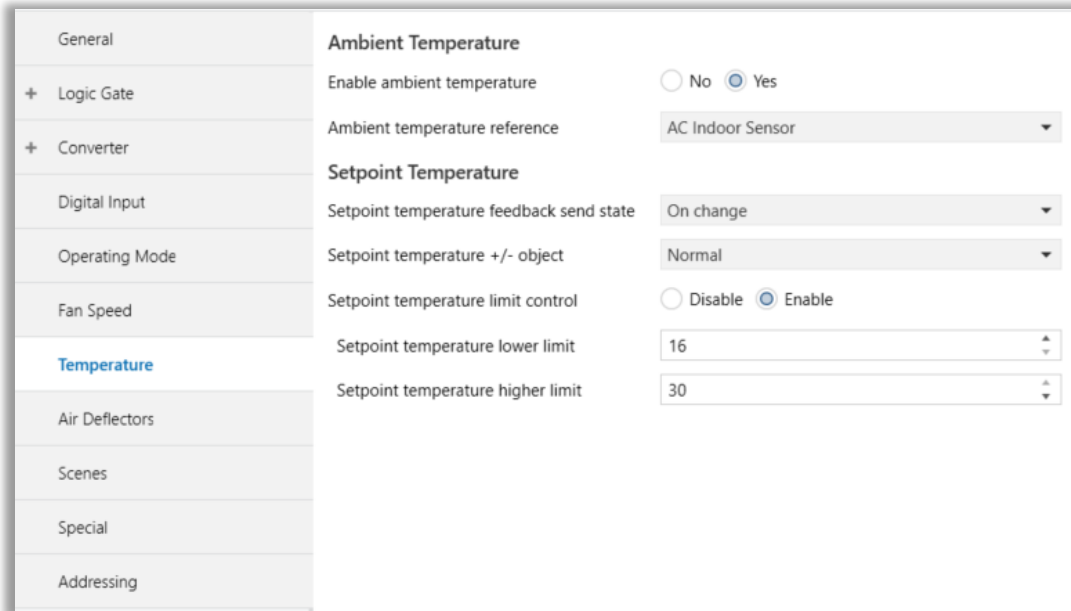 General
+ Logic Gate
+ Converter
Digital Input
Operating Mode
Fan Speed
Temperature
Air Deflectors
Scenes
Special
Addressing
Ambient Temperature
Enable ambient temperature No Yes
Ambient temperature reference AC Indoor Sensor
Setpoint Temperature
Setpoint temperature feedback send state On change
Setpoint temperature +/- object Normal
Setpoint temperature limit control Disable Enable
Setpoint temperature lower limit 16
Setpoint temperature higher limit 30